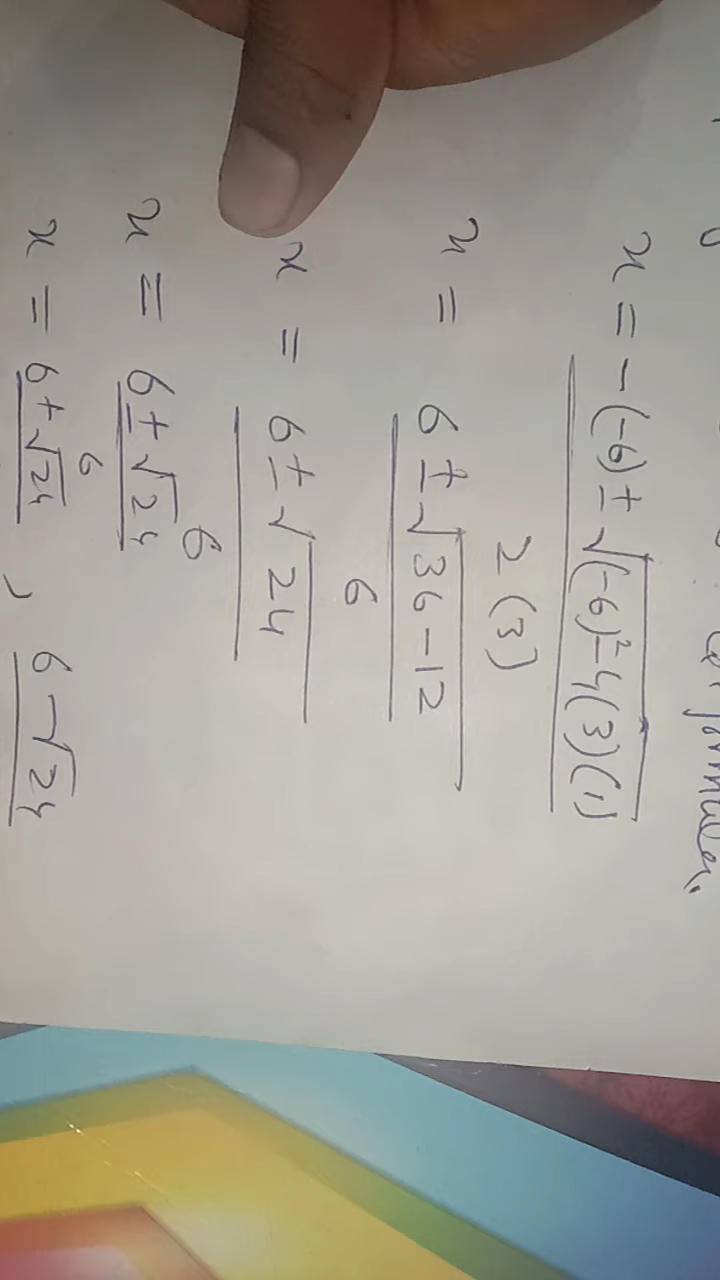 formula.
x = -(-6) ± √(-6)² - 4(3)(1)
2(3)
x = 6 ± √36 - 12
6
x = 6 ± √24
6
x = 6 ± √24
6
x = 6 + √24 , 6 - √24